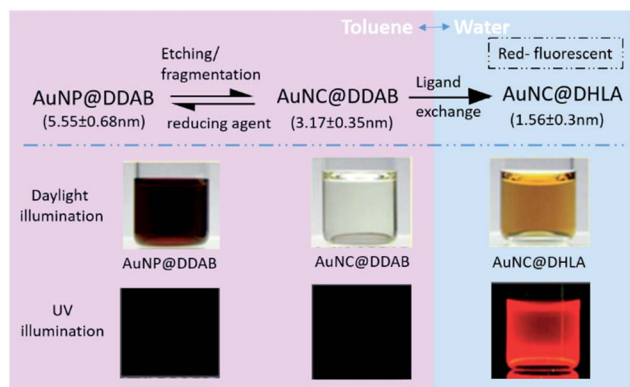 Toluene ↔ Water
Red- fluorescent
Etching/
fragmentation
Ligand
AuNP@DDAB
AuNC@DDAB
AuNC@DHLA
reducing agent
exchange
(5.55±0.68nm)
(3.17±0.35nm)
(1.56±0.3nm)
Daylight
illumination
AuNP@DDAB
AuNC@DDAB
AuNC@DHLA
UV
illumination